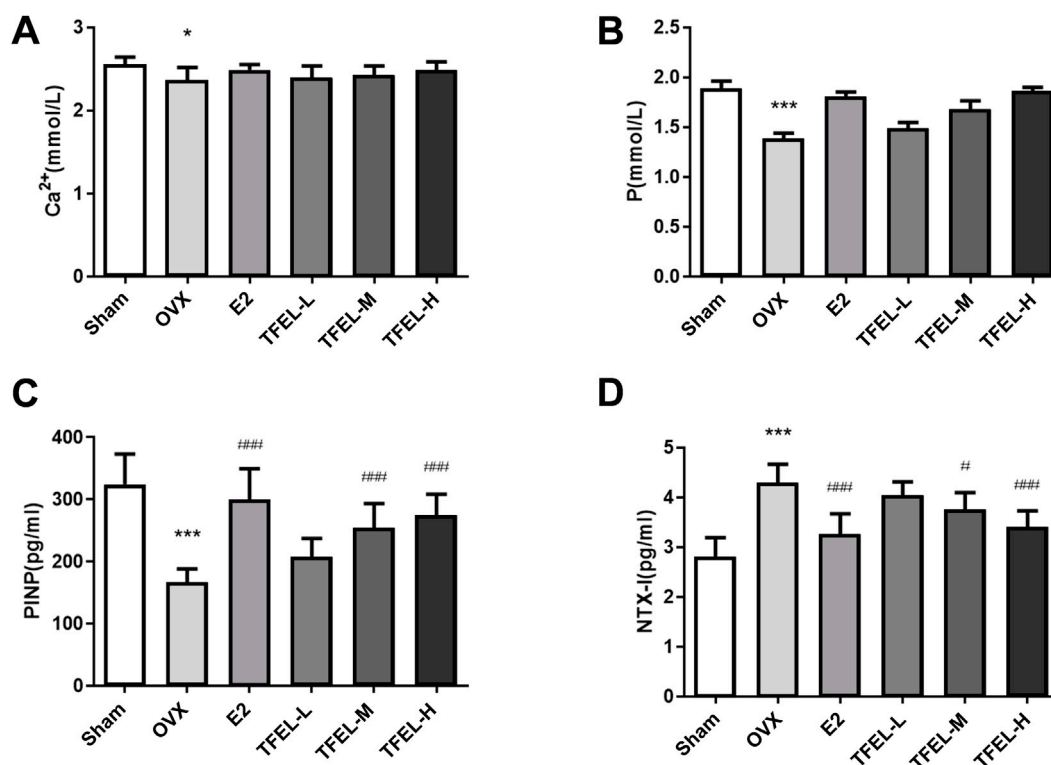 A
Ca²⁺(mmol/L)
3
2
1
0
*
Sham
OVX
E2
TFEL-L
TFEL-M
TFEL-H
B
P(mmol/L)
2.5
2.0
1.5
1.0
0.5
0.0
***
Sham
OVX
E2
TFEL-L
TFEL-M
TFEL-H
C
PINP(pg/ml)
400
300
200
100
0
***
###
###
###
Sham
OVX
E2
TFEL-L
TFEL-M
TFEL-H
D
NTX-I(pg/ml)
5
4
3
2
1
0
***
###
#
###
Sham
OVX
E2
TFEL-L
TFEL-M
TFEL-H